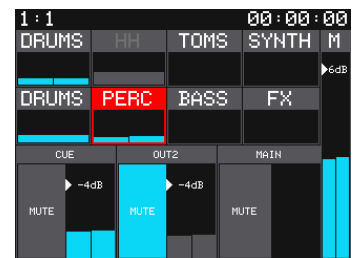 1:1 00:00:00
DRUMS HH TOMS SYNTH M
6dB
DRUMS PERC BASS FX
CUE OUT2 MAIN
-4dB -4dB
MUTE MUTE MUTE